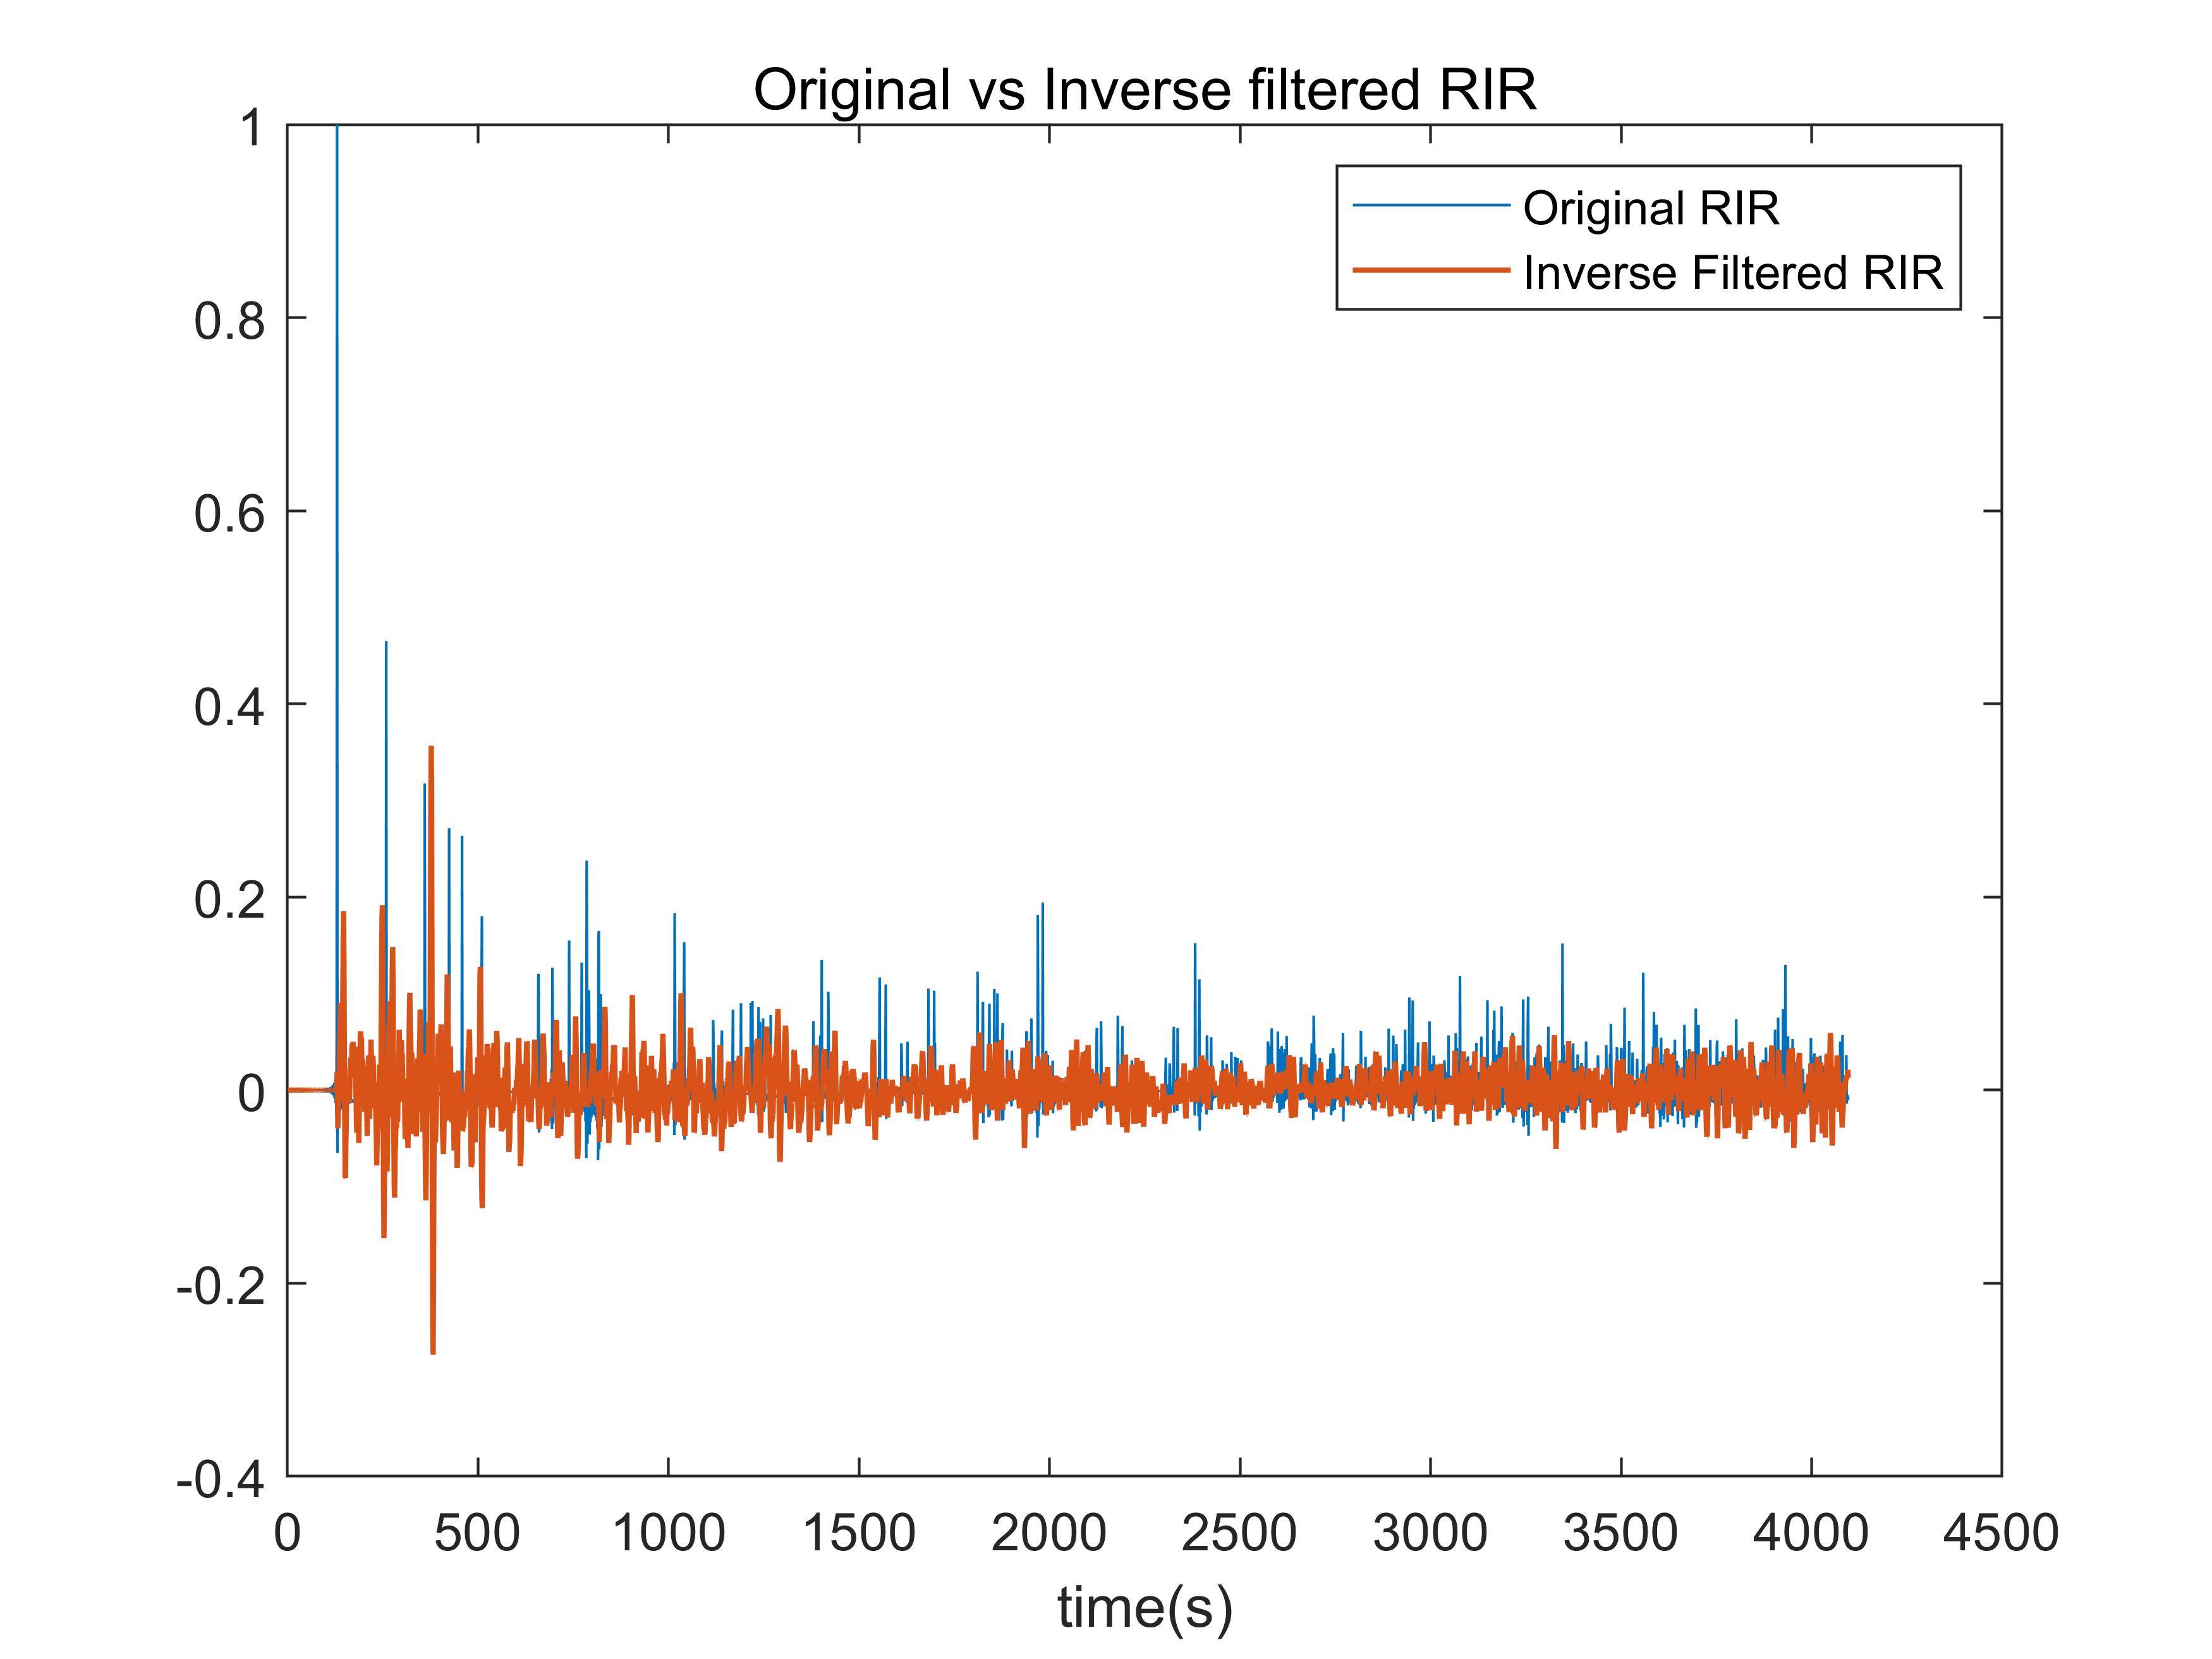 Original vs Inverse filtered RIR
1
0.8
0.6
0.4
0.2
0
-0.2
-0.4
Original RIR
Inverse Filtered RIR
0 500 1000 1500 2000 2500 3000 3500 4000 4500
time(s)